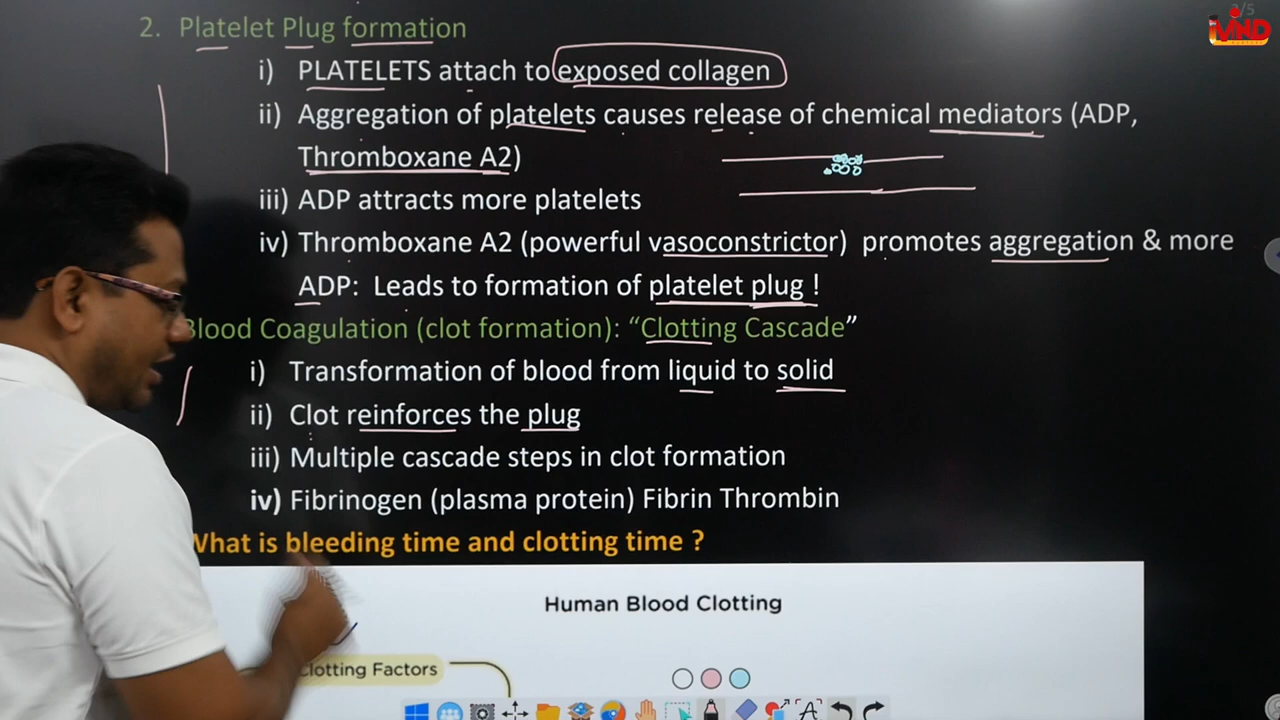 2/5
MND
2. Platelet Plug formation
i) PLATELETS attach to exposed collagen
ii) Aggregation of platelets causes release of chemical mediators (ADP,
Thromboxane A2)
iii) ADP attracts more platelets
iv) Thromboxane A2 (powerful vasoconstrictor) promotes aggregation & more
ADP: Leads to formation of platelet plug !
Blood Coagulation (clot formation): “Clotting Cascade”
i) Transformation of blood from liquid to solid
ii) Clot reinforces the plug
iii) Multiple cascade steps in clot formation
iv) Fibrinogen (plasma protein) Fibrin Thrombin
What is bleeding time and clotting time ?
Human Blood Clotting
Clotting Factors